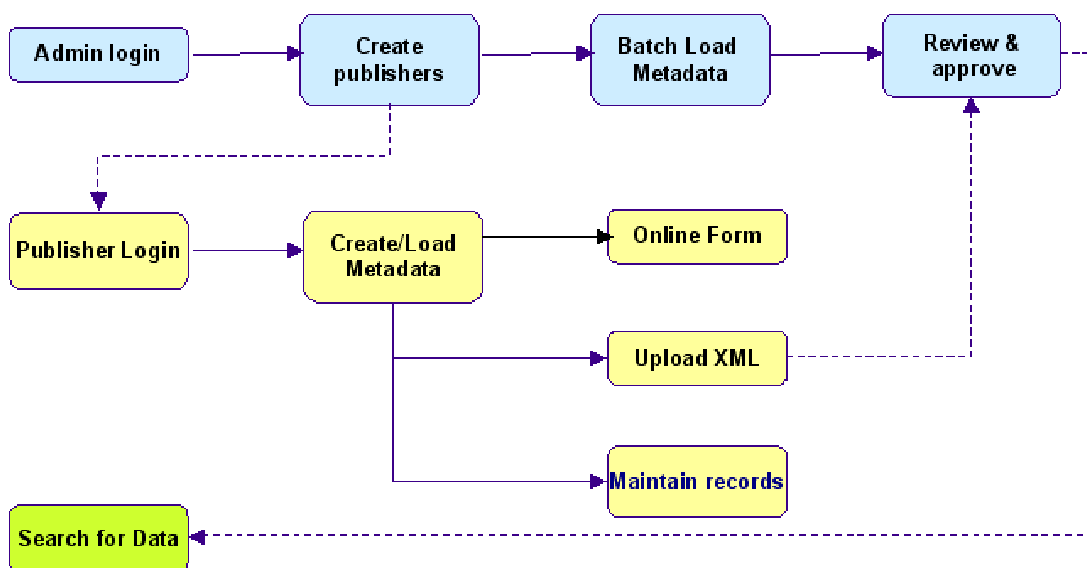 Admin login
Create
publishers
Batch Load
Metadata
Review &
approve
Publisher Login
Create/Load
Metadata
Online Form
Upload XML
Maintain records
Search for Data